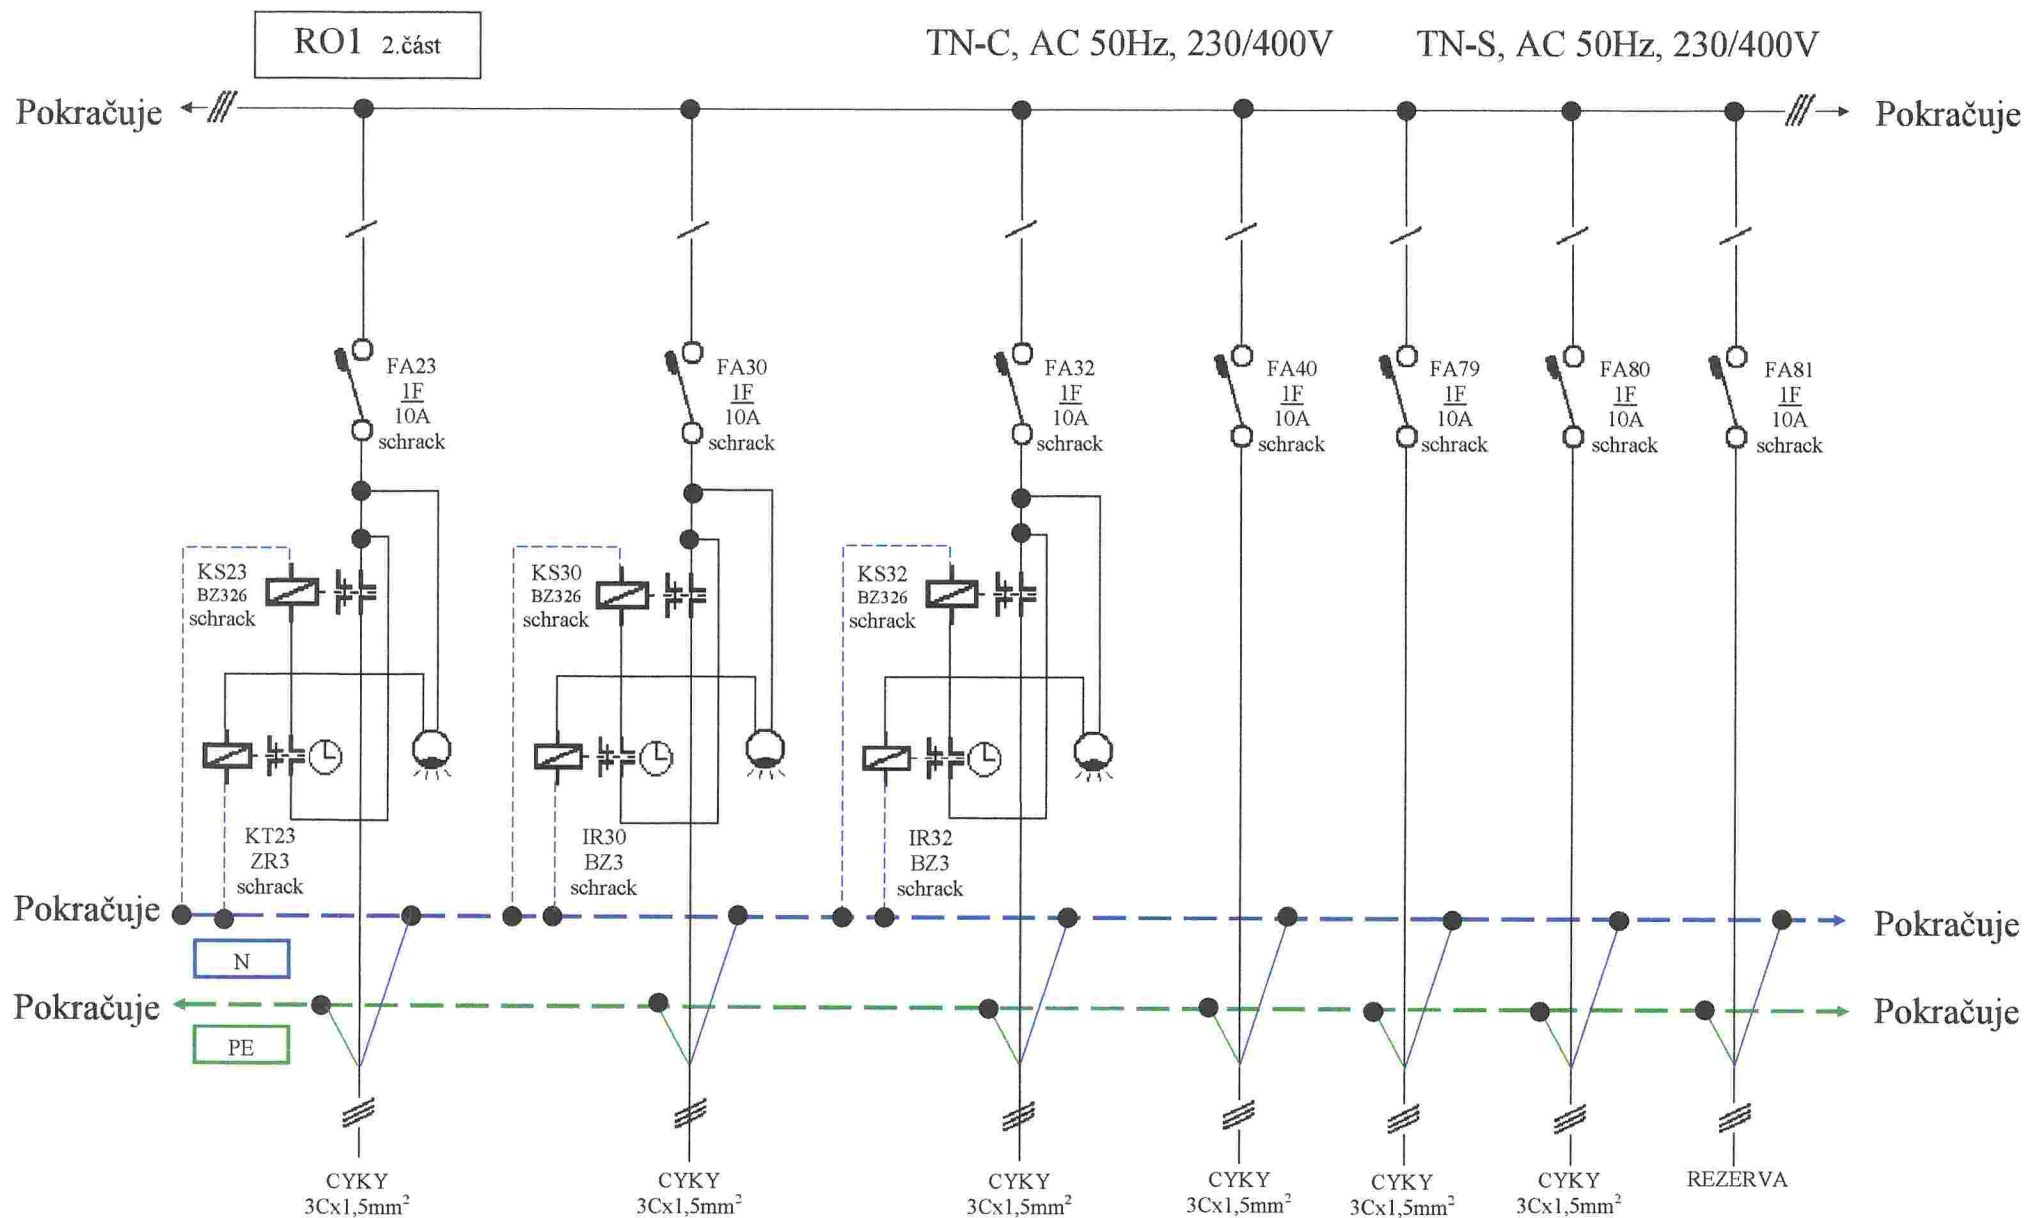 RO1 2.část
TN-C, AC 50Hz, 230/400V
TN-S, AC 50Hz, 230/400V
Pokračuje
Pokračuje
FA23
1F
10A
schrack
FA30
1F
10A
schrack
FA32
1F
10A
schrack
FA40
1F
10A
schrack
FA79
1F
10A
schrack
FA80
1F
10A
schrack
FA81
1F
10A
schrack
KS23
BZ326
schrack
KS30
BZ326
schrack
KS32
BZ326
schrack
KT23
ZR3
schrack
IR30
BZ3
schrack
IR32
BZ3
schrack
Pokračuje
Pokračuje
N
Pokračuje
Pokračuje
PE
CYKY
3Cx1,5mm²
CYKY
3Cx1,5mm²
CYKY
3Cx1,5mm²
CYKY
3Cx1,5mm²
CYKY
3Cx1,5mm²
CYKY
3Cx1,5mm²
REZERVA